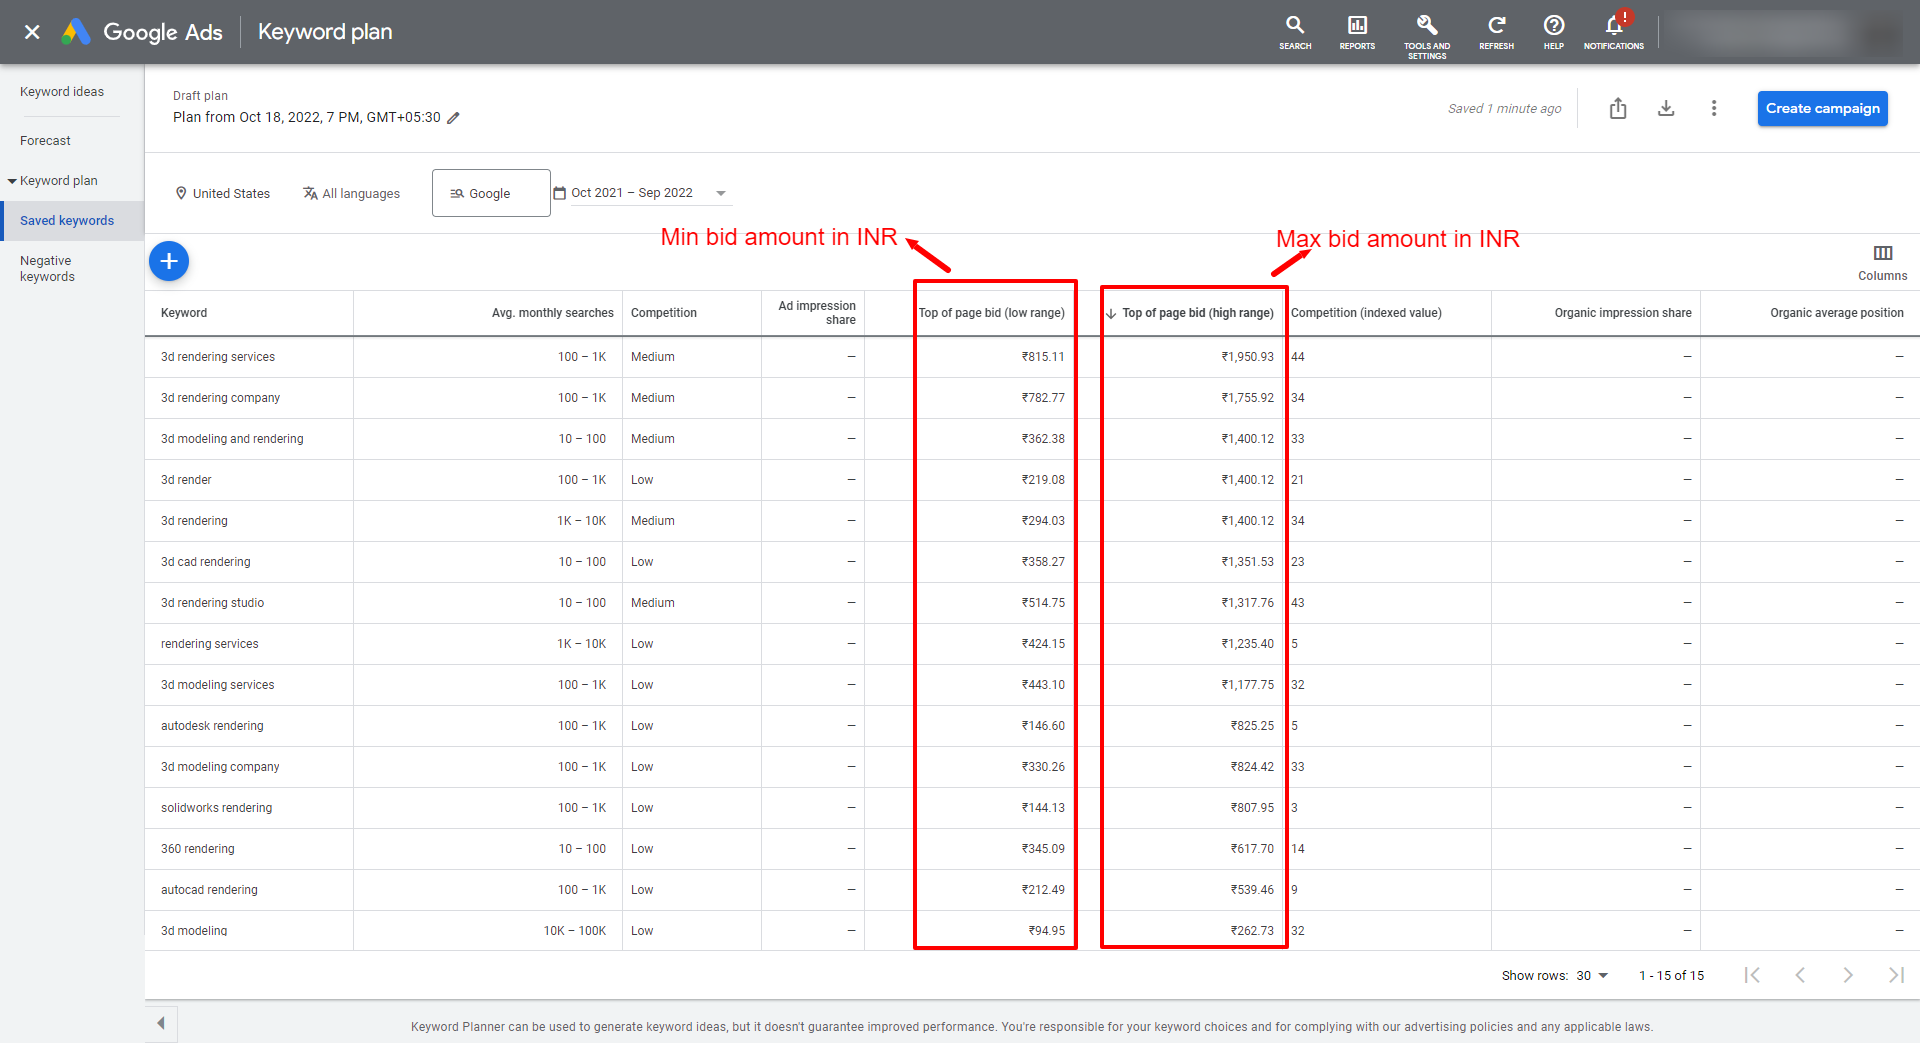 Google Ads
Keyword plan
SEARCH
REPORTS
TOOLS AND
SETTINGS
REFRESH
HELP
!
NOTIFICATIONS
Keyword ideas
Forecast
Keyword plan
Saved keywords
Negative
keywords
Draft plan
Plan from Oct 18, 2022, 7 PM, GMT+05:30
Saved 1 minute ago
Create campaign
United States
All languages
Google
Oct 2021 – Sep 2022
Min bid amount in INR
Max bid amount in INR
Columns
Keyword Avg. monthly searches Competition Ad impression share Top of page bid (low range) Top of page bid (high range) Competition (indexed value) Organic impression share Organic average position
3d rendering services 100 – 1K Medium — ₹815.11 ₹1,950.93 44 — —
3d rendering company 100 – 1K Medium — ₹782.77 ₹1,755.92 34 — —
3d modeling and rendering 10 – 100 Medium — ₹362.38 ₹1,400.12 33 — —
3d render 100 – 1K Low — ₹219.08 ₹1,400.12 21 — —
3d rendering 1K – 10K Medium — ₹294.03 ₹1,400.12 34 — —
3d cad rendering 10 – 100 Low — ₹358.27 ₹1,351.53 23 — —
3d rendering studio 10 – 100 Medium — ₹514.75 ₹1,317.76 43 — —
rendering services 1K – 10K Low — ₹424.15 ₹1,235.40 5 — —
3d modeling services 100 – 1K Low — ₹443.10 ₹1,177.75 32 — —
autodesk rendering 100 – 1K Low — ₹146.60 ₹825.25 5 — —
3d modeling company 100 – 1K Low — ₹330.26 ₹824.42 33 — —
solidworks rendering 100 – 1K Low — ₹144.13 ₹807.95 3 — —
360 rendering 10 – 100 Low — ₹345.09 ₹617.70 14 — —
autocad rendering 100 – 1K Low — ₹212.49 ₹539.46 9 — —
3d modeling 10K – 100K Low — ₹94.95 ₹262.73 32 — —
Show rows: 30 1 - 15 of 15
Keyword Planner can be used to generate keyword ideas, but it doesn't guarantee improved performance. You're responsible for your keyword choices and for complying with our advertising policies and any applicable laws.